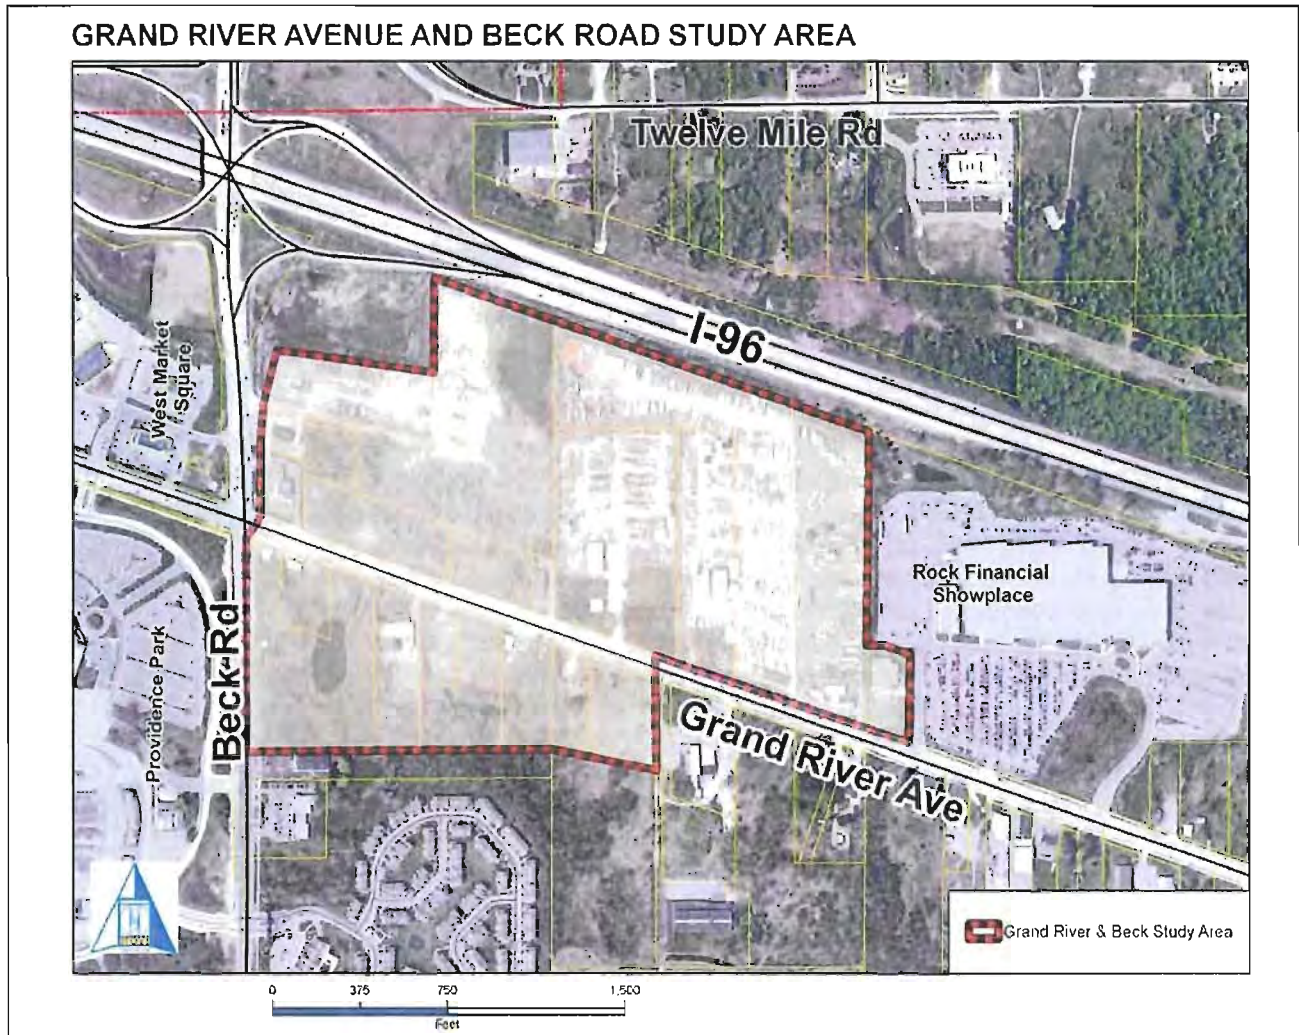 GRAND RIVER AVENUE AND BECK ROAD STUDY AREA
Twelve Mile Rd
I-96
West Market
Square
Rock Financial
Showplace
Beck Rd
Providence Park
Grand River Ave
Grand River & Beck Study Area
0 375 750 1,500
Feet